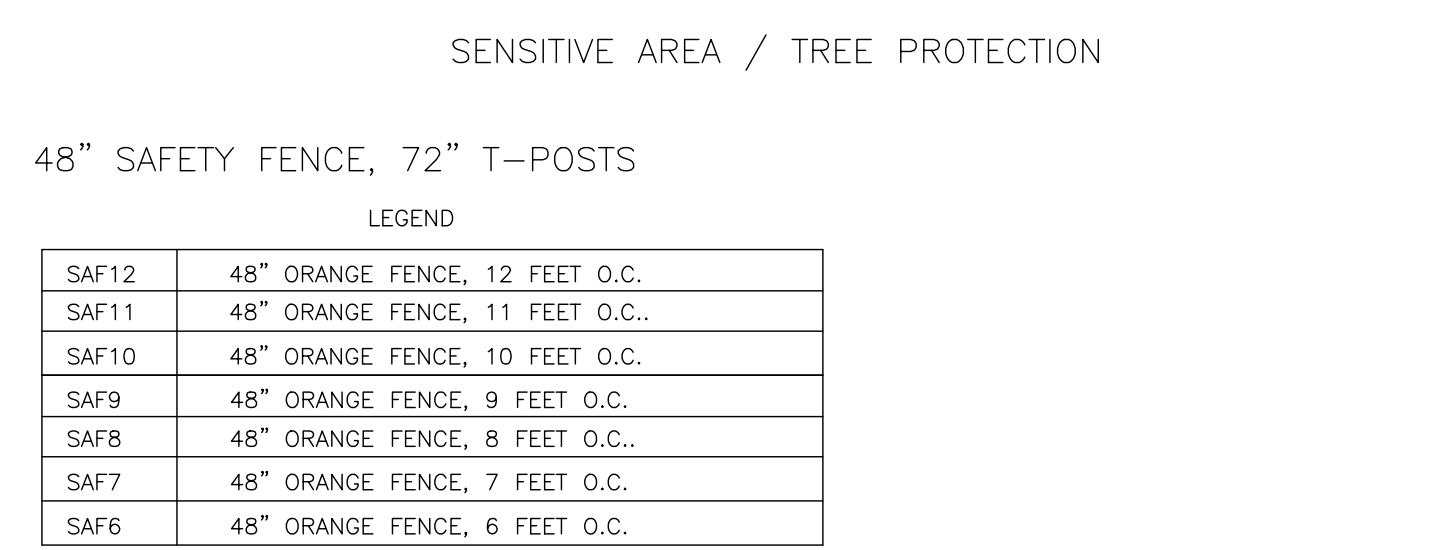 SENSITIVE AREA / TREE PROTECTION
48” SAFETY FENCE, 72” T–POSTS
LEGEND
SAF12 48” ORANGE FENCE, 12 FEET O.C.
SAF11 48” ORANGE FENCE, 11 FEET O.C..
SAF10 48” ORANGE FENCE, 10 FEET O.C.
SAF9 48” ORANGE FENCE, 9 FEET O.C.
SAF8 48” ORANGE FENCE, 8 FEET O.C..
SAF7 48” ORANGE FENCE, 7 FEET O.C.
SAF6 48” ORANGE FENCE, 6 FEET O.C.